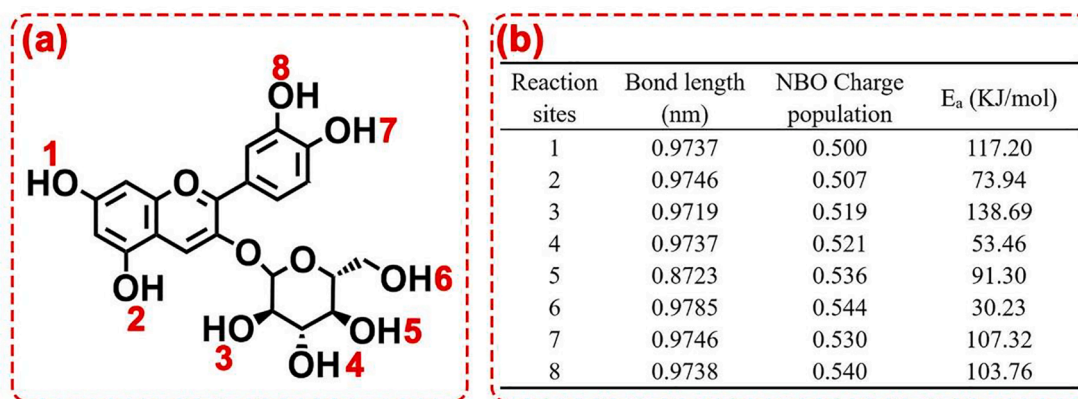 (a)
8
OH
OH7
1
HO
O
O
O
OH
2
OH6
HO
3
OH5
OH 4
(b)
Reaction sites Bond length (nm) NBO Charge population Ea (KJ/mol)
1 0.9737 0.500 117.20
2 0.9746 0.507 73.94
3 0.9719 0.519 138.69
4 0.9737 0.521 53.46
5 0.8723 0.536 91.30
6 0.9785 0.544 30.23
7 0.9746 0.530 107.32
8 0.9738 0.540 103.76